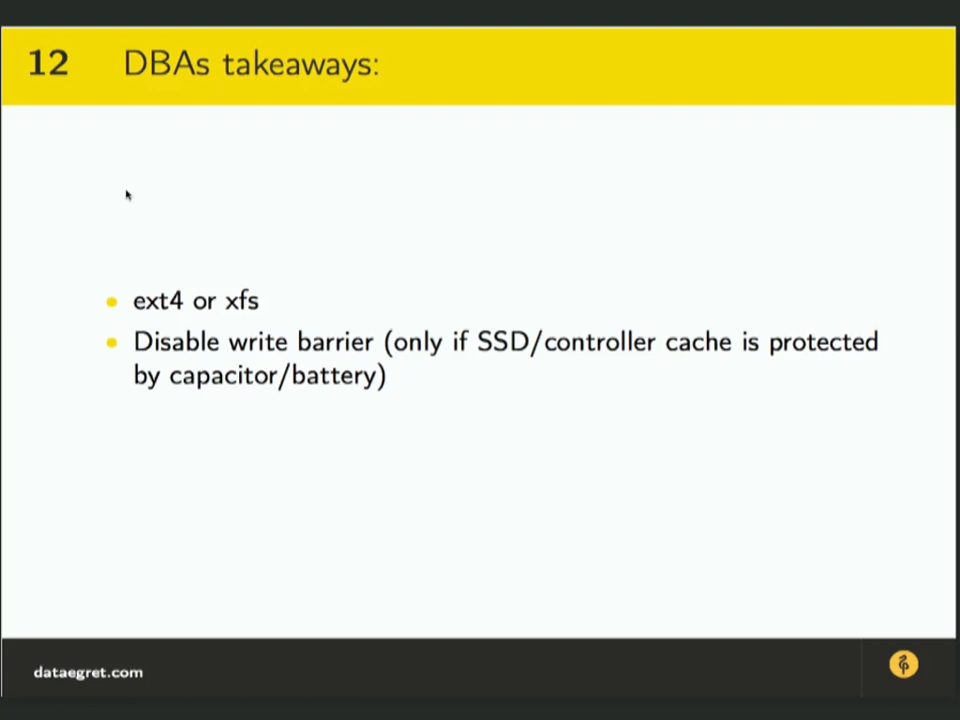 12 DBAs takeaways:
ext4 or xfs
Disable write barrier (only if SSD/controller cache is protected
by capacitor/battery)
dataegret.com